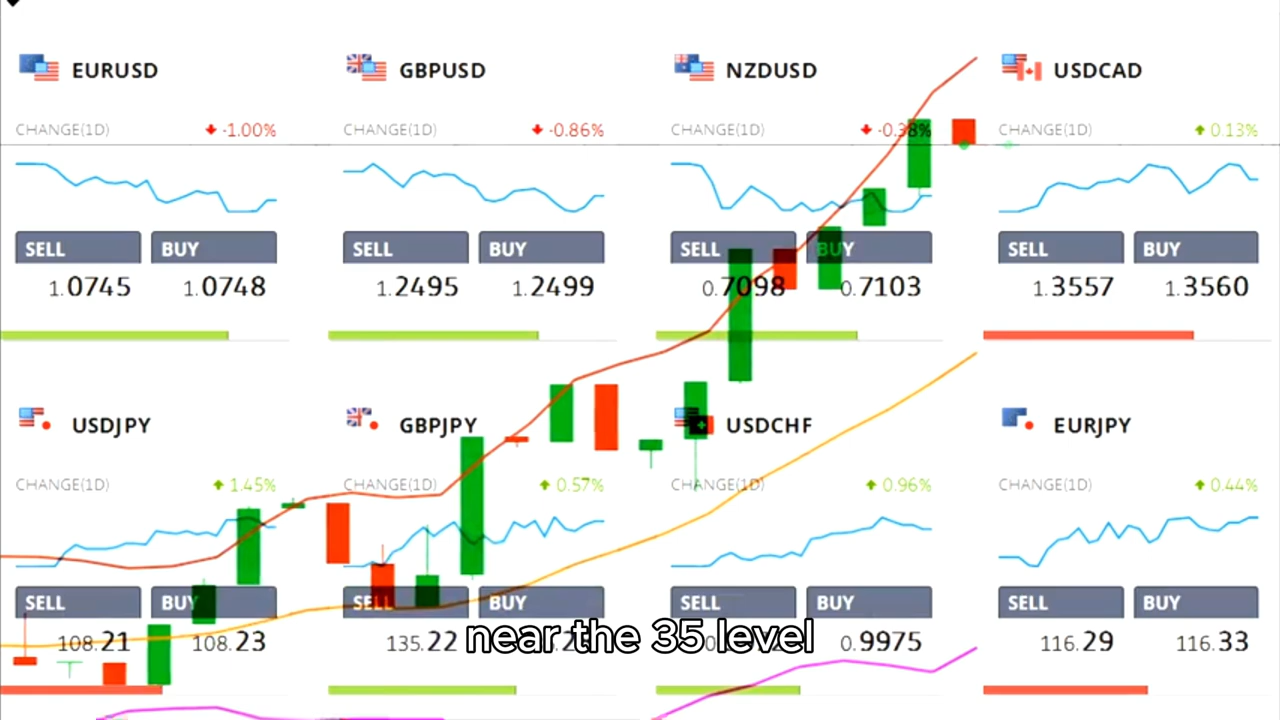 EURUSD GBPUSD NZDUSD USDCAD
CHANGE(1D) -1.00% CHANGE(1D) -0.86% CHANGE(1D) -0.38% CHANGE(1D) 0.13%
SELL BUY SELL BUY SELL BUY SELL BUY
1.0745 1.0748 1.2495 1.2499 0.7098 0.7103 1.3557 1.3560
USDJPY GBPJPY USDCHF EURJPY
CHANGE(1D) 1.45% CHANGE(1D) 0.57% CHANGE(1D) 0.96% CHANGE(1D) 0.44%
SELL BUY SELL BUY SELL BUY SELL BUY
108.21 108.23 135.22 0.9975 116.29 116.33
near the 35 level